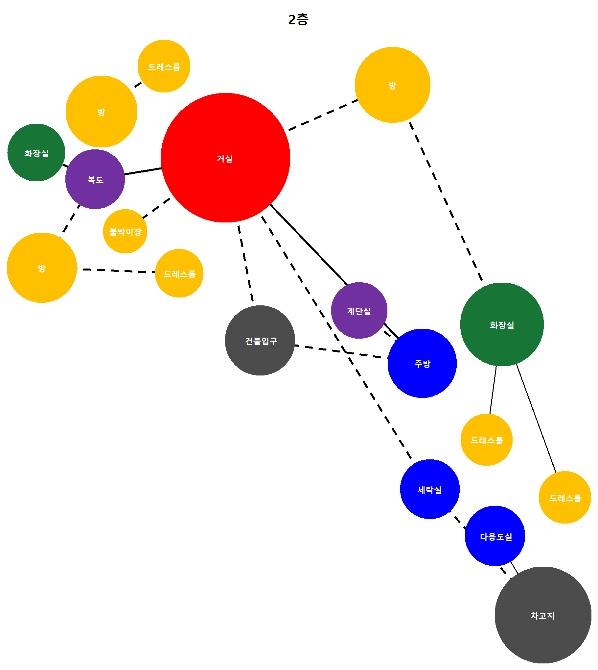 2층
드레스룸
방
방
화장실
거실
복도
붙박이장
방
드레스룸
계단실
화장실
건물입구
주방
드레스룸
세탁실
드레스룸
다용도실
차고지